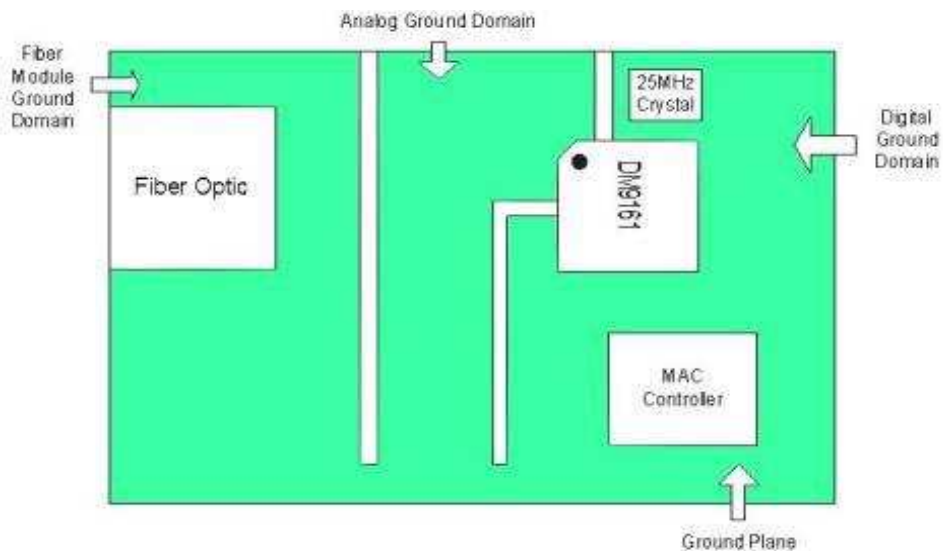 Analog Ground Domain
Fiber
Module
Ground
Domain
25MHz
Crystal
Digital
Ground
Domain
Fiber Optic
DM9161
MAC
Controller
Ground Plane